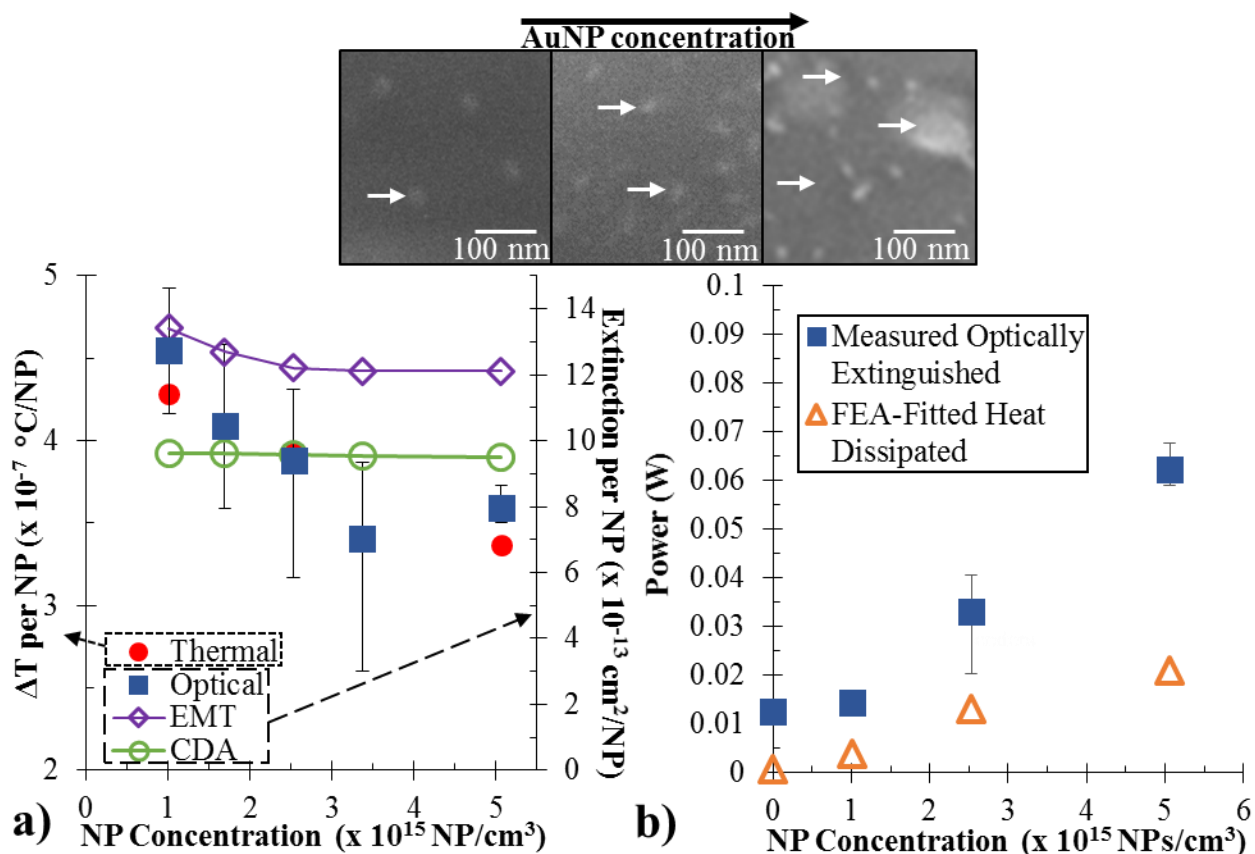 AuNP concentration
100 nm
100 nm
100 nm
5
4
3
2
ΔT per NP (x 10⁻⁷ °C/NP)
14
12
10
8
6
4
2
0
Extinction per NP (x 10⁻¹³ cm²/NP)
Thermal
Optical
EMT
CDA
0
1
2
3
4
5
a)
NP Concentration (x 10¹⁵ NP/cm³)
0.1
0.09
0.08
0.07
0.06
0.05
0.04
0.03
0.02
0.01
0
Power (W)
Measured Optically
Extinguished
FEA-Fitted Heat
Dissipated
0
1
2
3
4
5
6
b)
NP Concentration (x 10¹⁵ NPs/cm³)